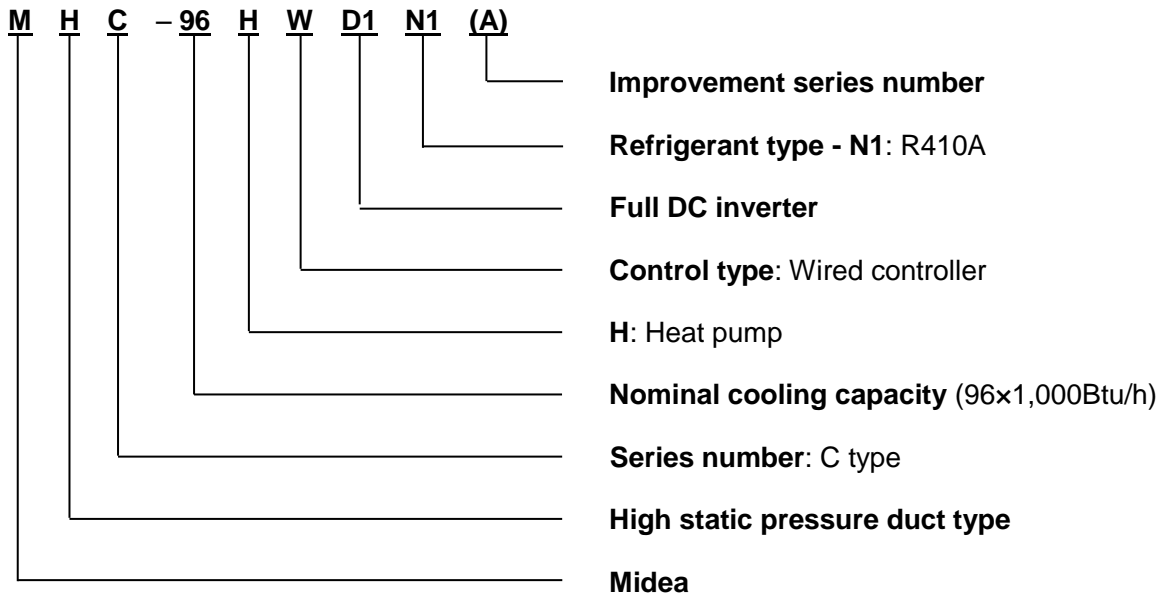 M H C – 96 H W D1 N1 (A)
Improvement series number
Refrigerant type - N1: R410A
Full DC inverter
Control type: Wired controller
H: Heat pump
Nominal cooling capacity (96×1,000Btu/h)
Series number: C type
High static pressure duct type
Midea